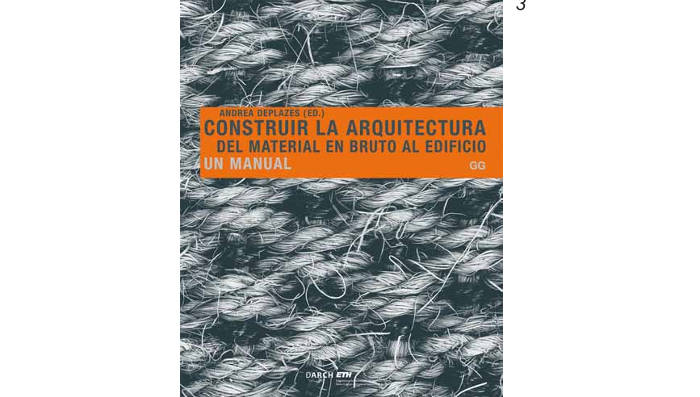 3
ANDREA DEPLAZES (ED.)
CONSTRUIR LA ARQUITECTURA
DEL MATERIAL EN BRUTO AL EDIFICIO
UN MANUAL
GG
DARCH ETH